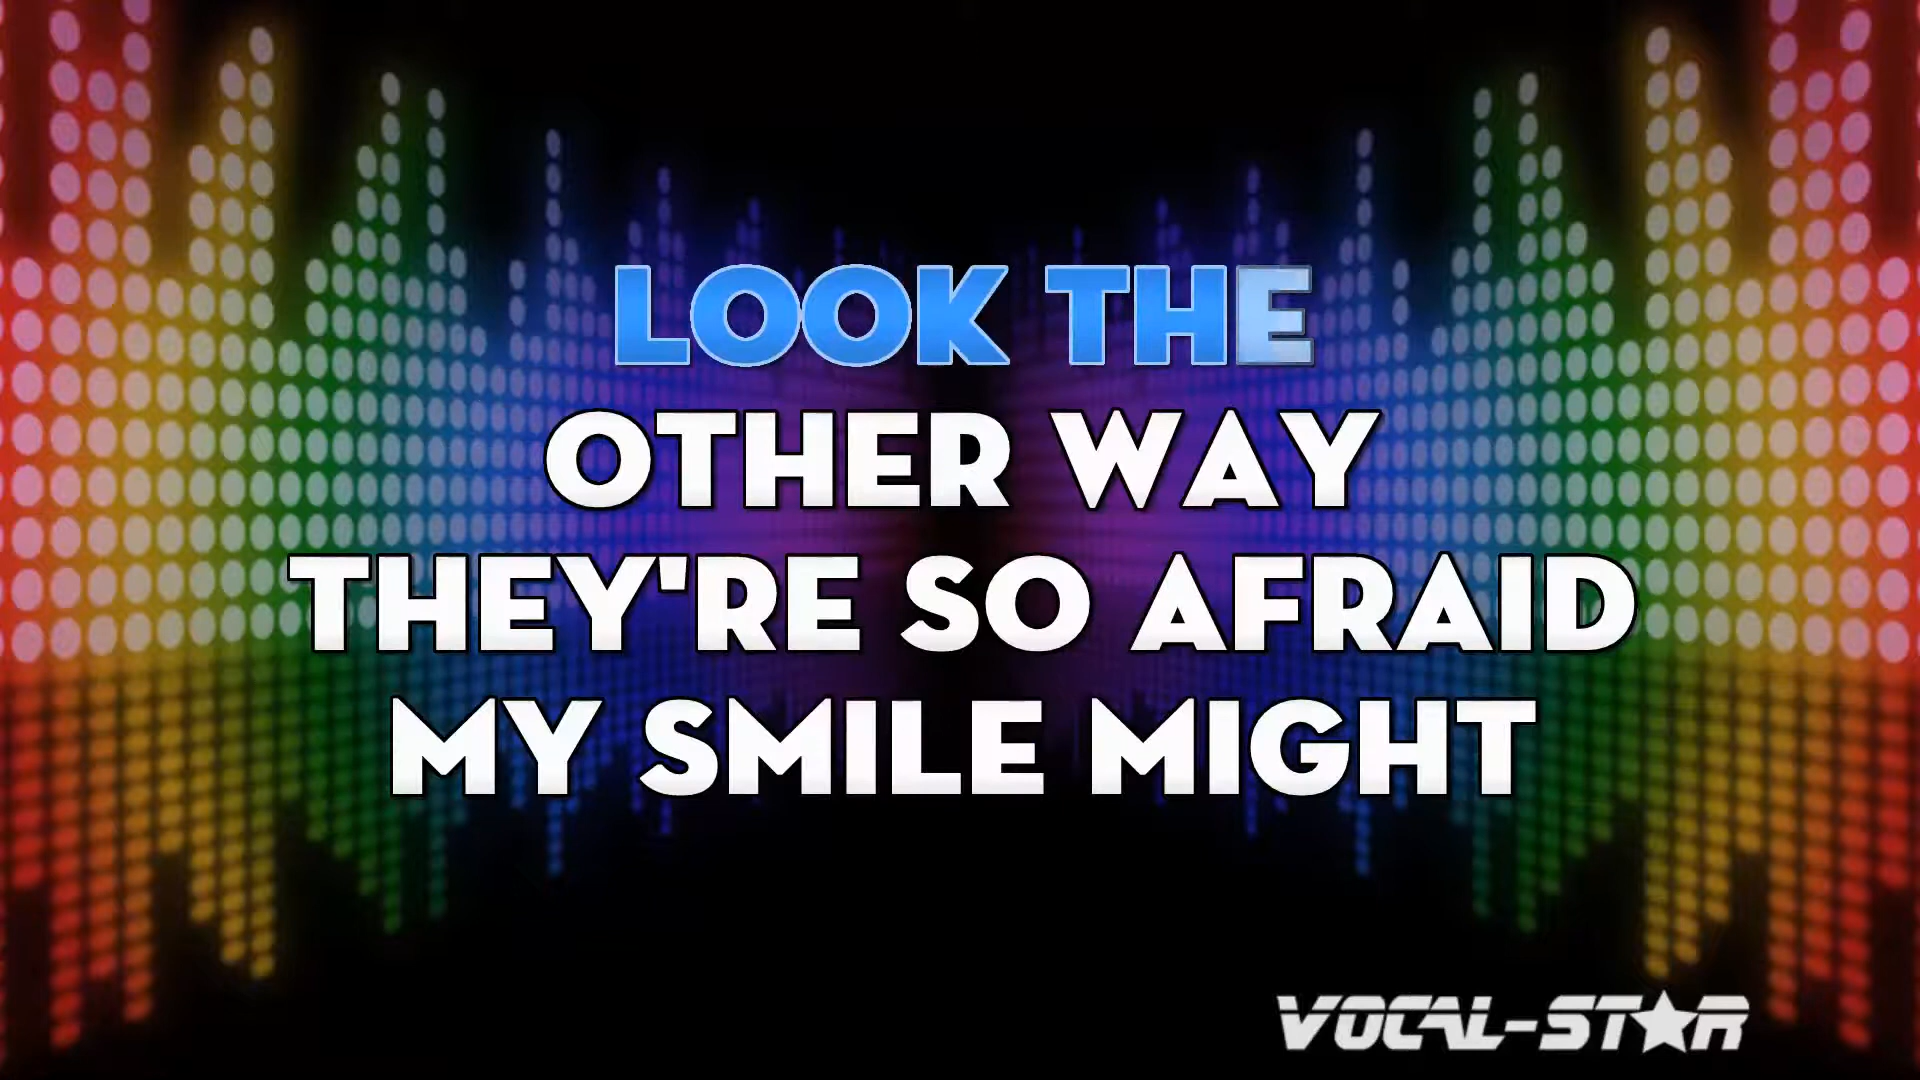 LOOK THE
OTHER WAY
THEY'RE SO AFRAID
MY SMILE MIGHT
VOCAL-STAR